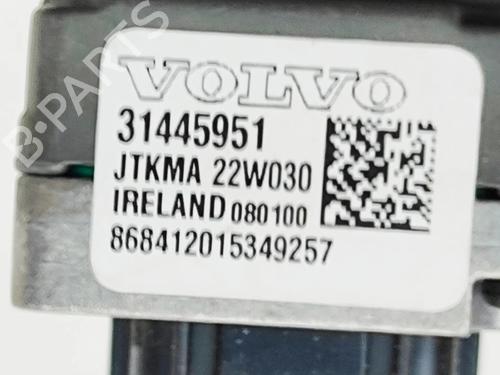 VOLVO
31445951
JTKMA 22W030
IRELAND 080100
868412015349257
B-PARTS